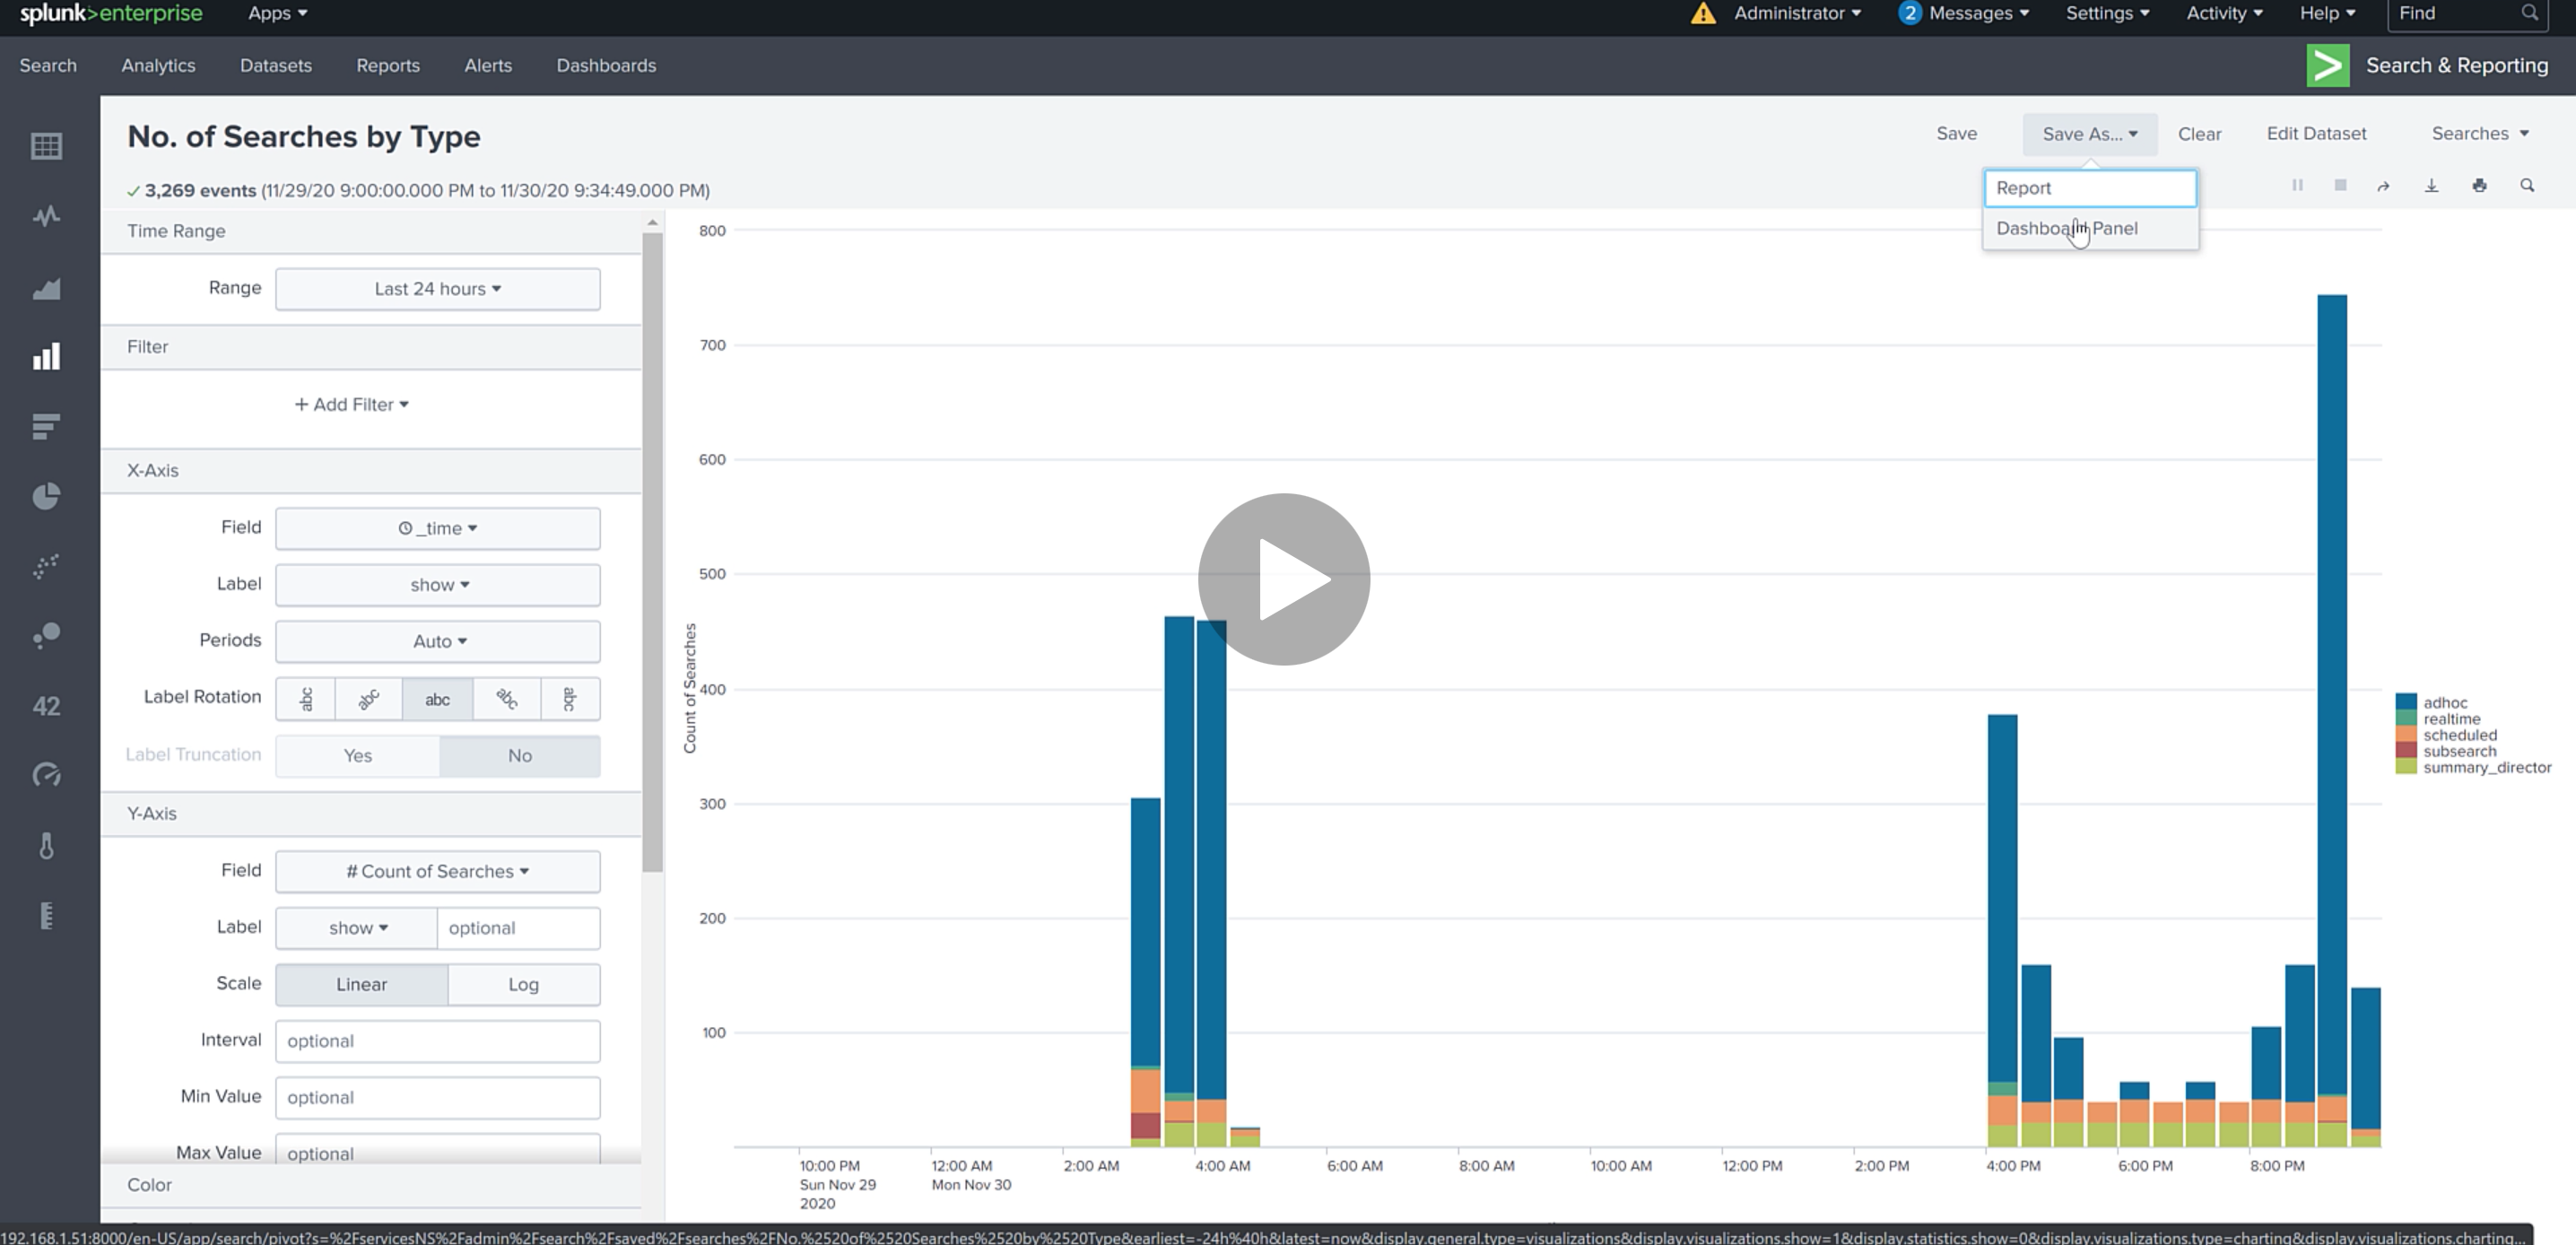 splunk>enterprise Apps Administrator 2 Messages Settings Activity Help Find
Search Analytics Datasets Reports Alerts Dashboards Search & Reporting
No. of Searches by Type
Save Save As... Clear Edit Dataset Searches
3,269 events (11/29/20 9:00:00.000 PM to 11/30/20 9:34:49.000 PM)
Report
Dashboard Panel
Time Range
Range Last 24 hours
Filter
+ Add Filter
X-Axis
Field _time
Label show
Periods Auto
Label Rotation abc abc abc abc abc
Label Truncation Yes No
Y-Axis
Field # Count of Searches
Label show optional
Scale Linear Log
Interval optional
Min Value optional
Max Value optional
Color
42
800
700
600
500
400
300
200
100
Count of Searches
10:00 PM 12:00 AM 2:00 AM 4:00 AM 6:00 AM 8:00 AM 10:00 AM 12:00 PM 2:00 PM 4:00 PM 6:00 PM 8:00 PM
Sun Nov 29 Mon Nov 30
2020
adhoc
realtime
scheduled
subsearch
summary_director
192.168.1.51:8000/en-US/app/search/pivot?s=%2FservicesNS%2Fadmin%2Fsearch%2Fsaved%2Fsearches%2FNo.%2520of%2520Searches%2520by%2520Type&earliest=-24h%40h&latest=now&display.general.type=visualizations&display.visualizations.show=1&display.statistics.show=0&display.visualizations.type=charting&display.visualizations.charting...